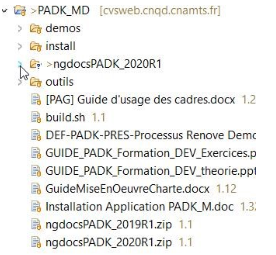 >PADK_MD [cvsweb.cnqd.cnamts.fr]
demos
install
>ngdocsPADK_2020R1
outils
[PAG] Guide d'usage des cadres.docx 1.2
build.sh 1.1
DEF-PADK-PRES-Processus Renove Demo
GUIDE_PADK_Formation_DEV_Exercices.p
GUIDE_PADK_Formation_DEV_theorie.ppt
GuideMiseEnOeuvreCharte.docx 1.12
Installation Application PADK_M.doc 1.3
ngdocsPADK_2019R1.zip 1.1
ngdocsPADK_2020R1.zip 1.1